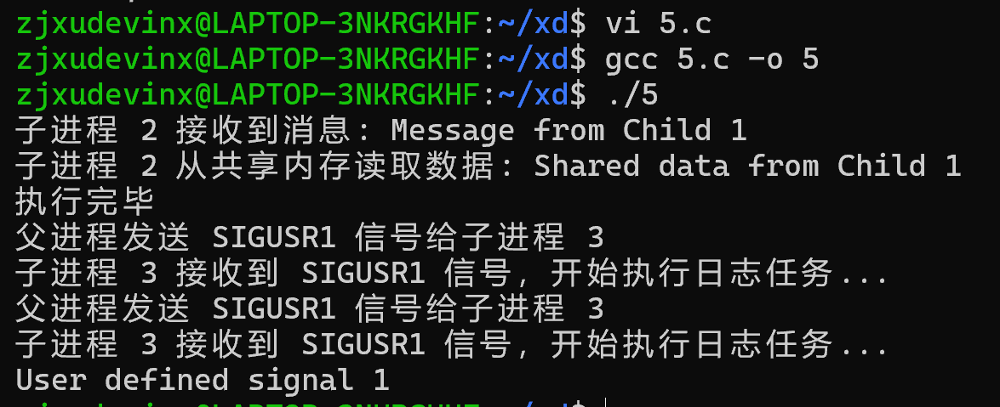 zjxudevinx@LAPTOP-3NKRGKHF:~/xd$ vi 5.c
zjxudevinx@LAPTOP-3NKRGKHF:~/xd$ gcc 5.c -o 5
zjxudevinx@LAPTOP-3NKRGKHF:~/xd$ ./5
子进程 2 接收到消息: Message from Child 1
子进程 2 从共享内存读取数据: Shared data from Child 1
执行完毕
父进程发送 SIGUSR1 信号给子进程 3
子进程 3 接收到 SIGUSR1 信号, 开始执行日志任务...
父进程发送 SIGUSR1 信号给子进程 3
子进程 3 接收到 SIGUSR1 信号, 开始执行日志任务...
User defined signal 1
zjxudevinx@LAPTOP-3NKRGKHF:~/xd$